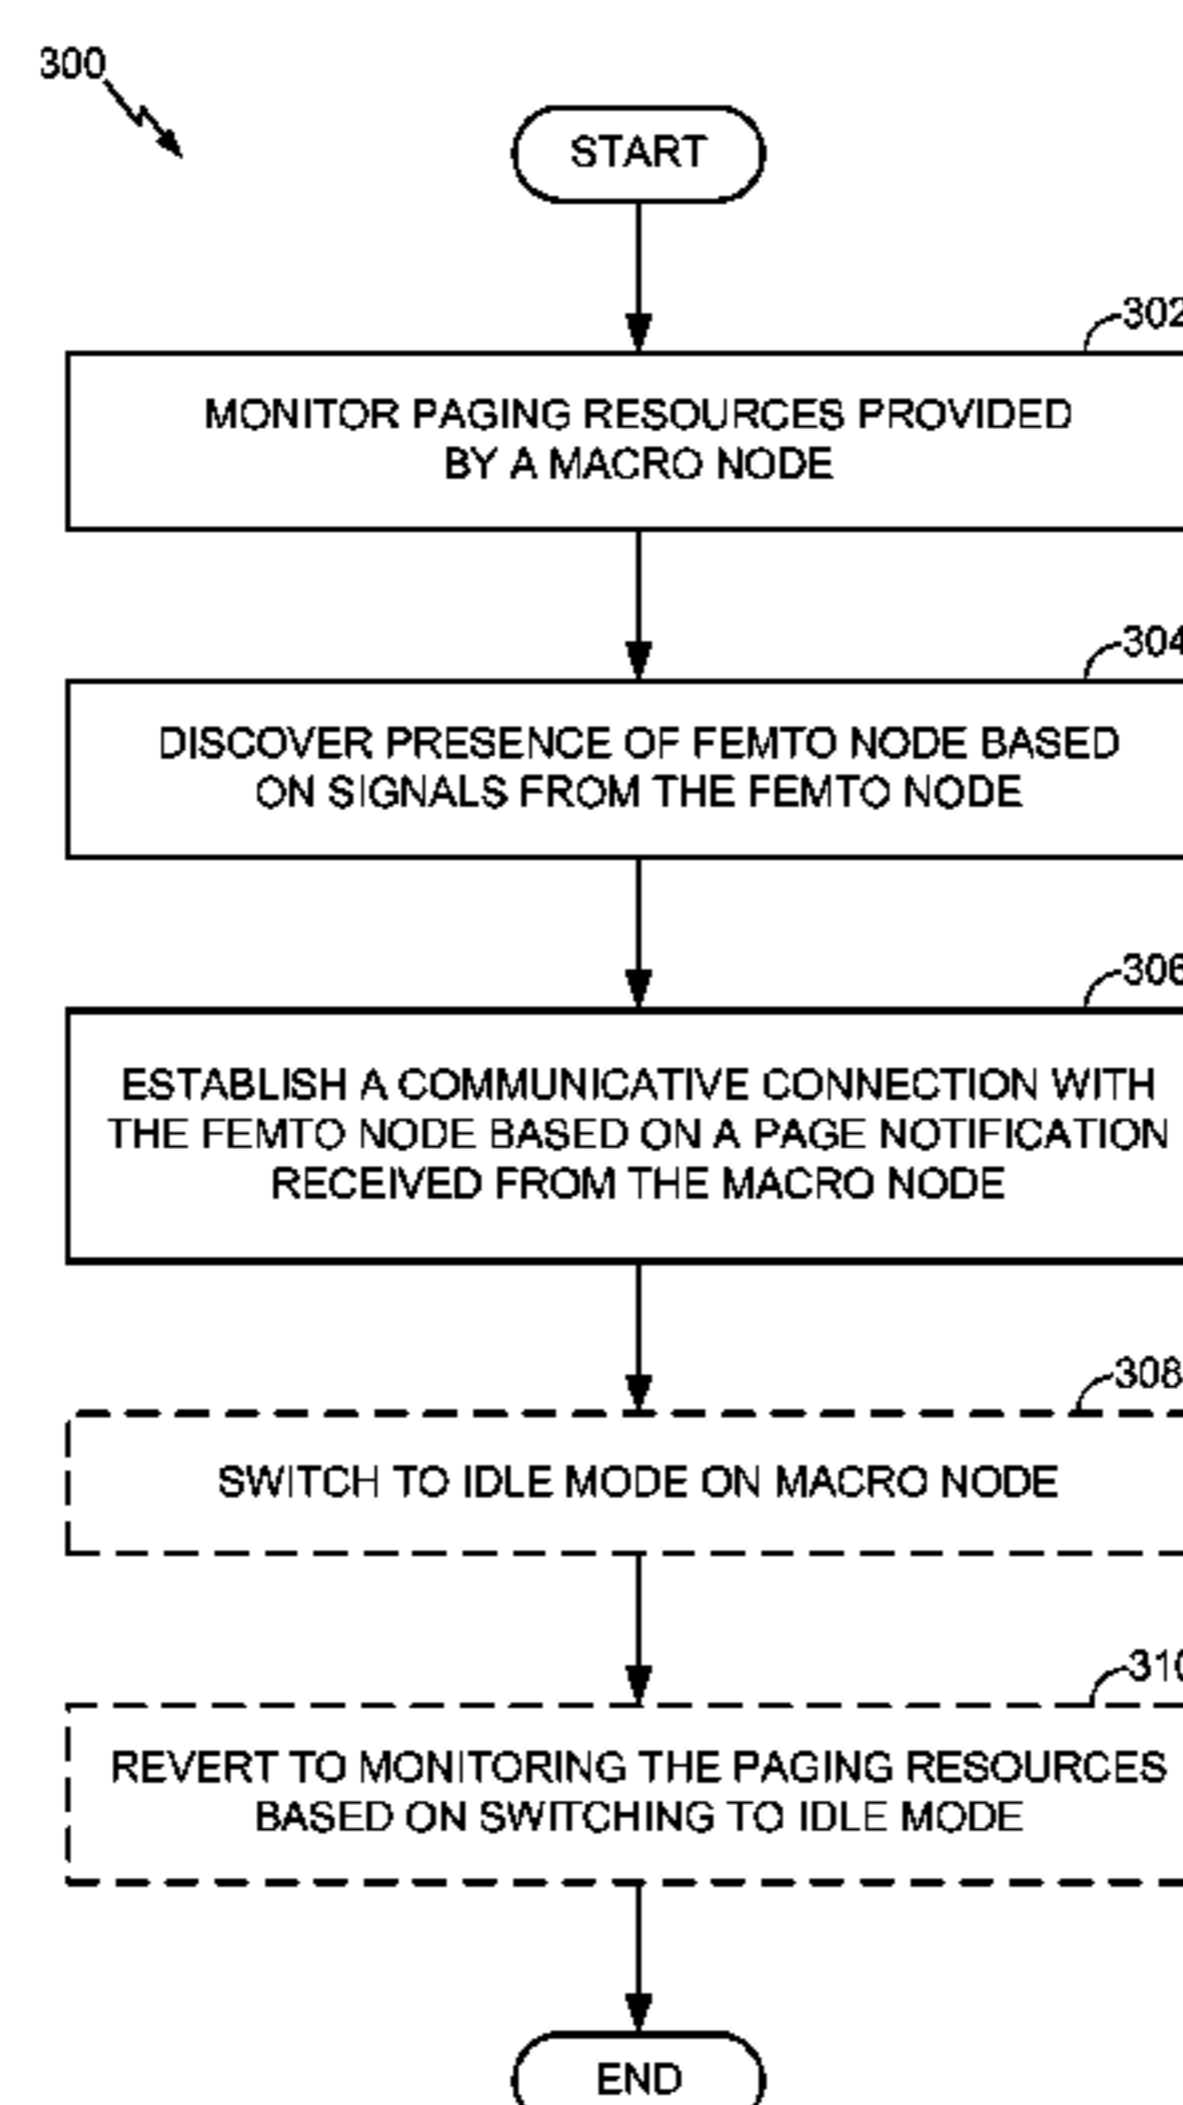 300
START
302
MONITOR PAGING RESOURCES PROVIDED
BY A MACRO NODE
304
DISCOVER PRESENCE OF FEMTO NODE BASED
ON SIGNALS FROM THE FEMTO NODE
306
ESTABLISH A COMMUNICATIVE CONNECTION WITH
THE FEMTO NODE BASED ON A PAGE NOTIFICATION
RECEIVED FROM THE MACRO NODE
308
SWITCH TO IDLE MODE ON MACRO NODE
310
REVERT TO MONITORING THE PAGING RESOURCES
BASED ON SWITCHING TO IDLE MODE
END